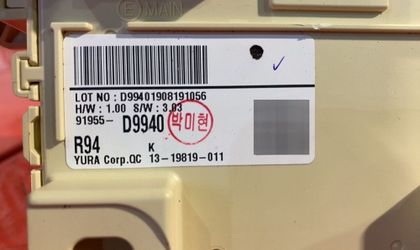 Ⓔ MAIN
LOT NO : D99401908191056
H/W : 1.00 S/W : 3.03
91955- D9940 박미현
R94 K
YURA Corp.QC 13-19819-011